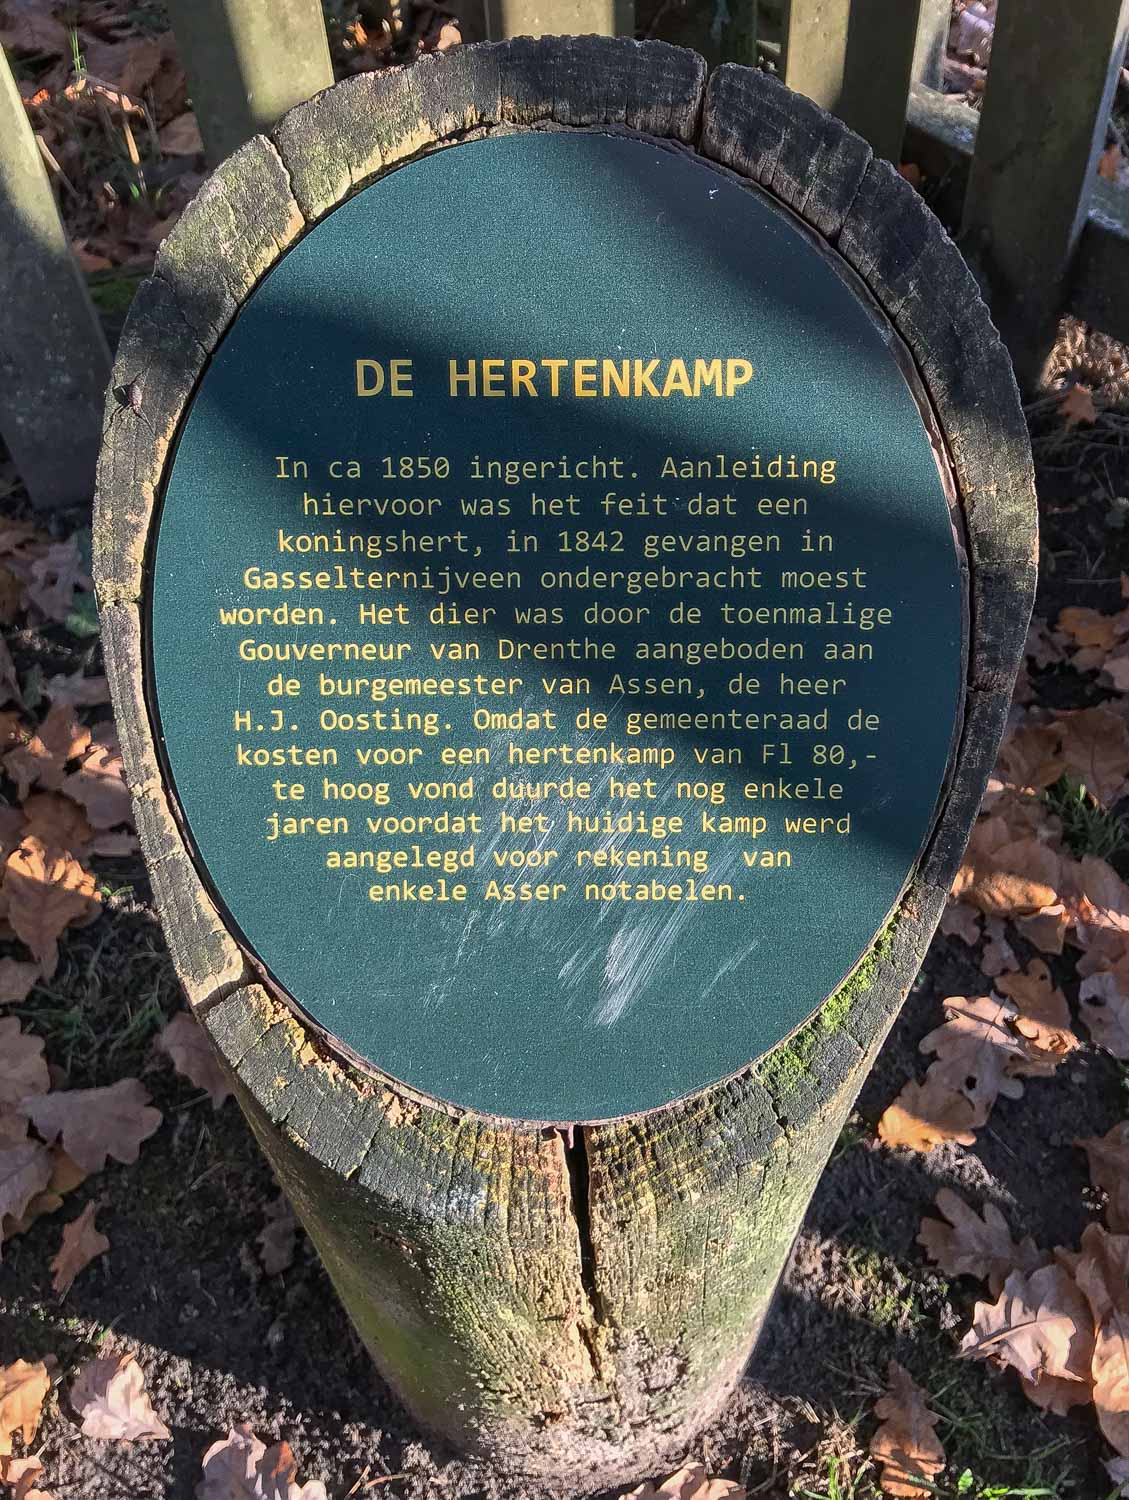 DE HERTENKAMP
In ca 1850 ingericht. Aanleiding
hiervoor was het feit dat een
koningshert, in 1842 gevangen in
Gasselternijveen ondergebracht moest
worden. Het dier was door de toenmalige
Gouverneur van Drenthe aangeboden aan
de burgemeester van Assen, de heer
H.J. Oosting. Omdat de gemeenteraad de
kosten voor een hertenkamp van Fl 80,-
te hoog vond duurde het nog enkele
jaren voordat het huidige kamp werd
aangelegd voor rekening van
enkele Asser notabelen.